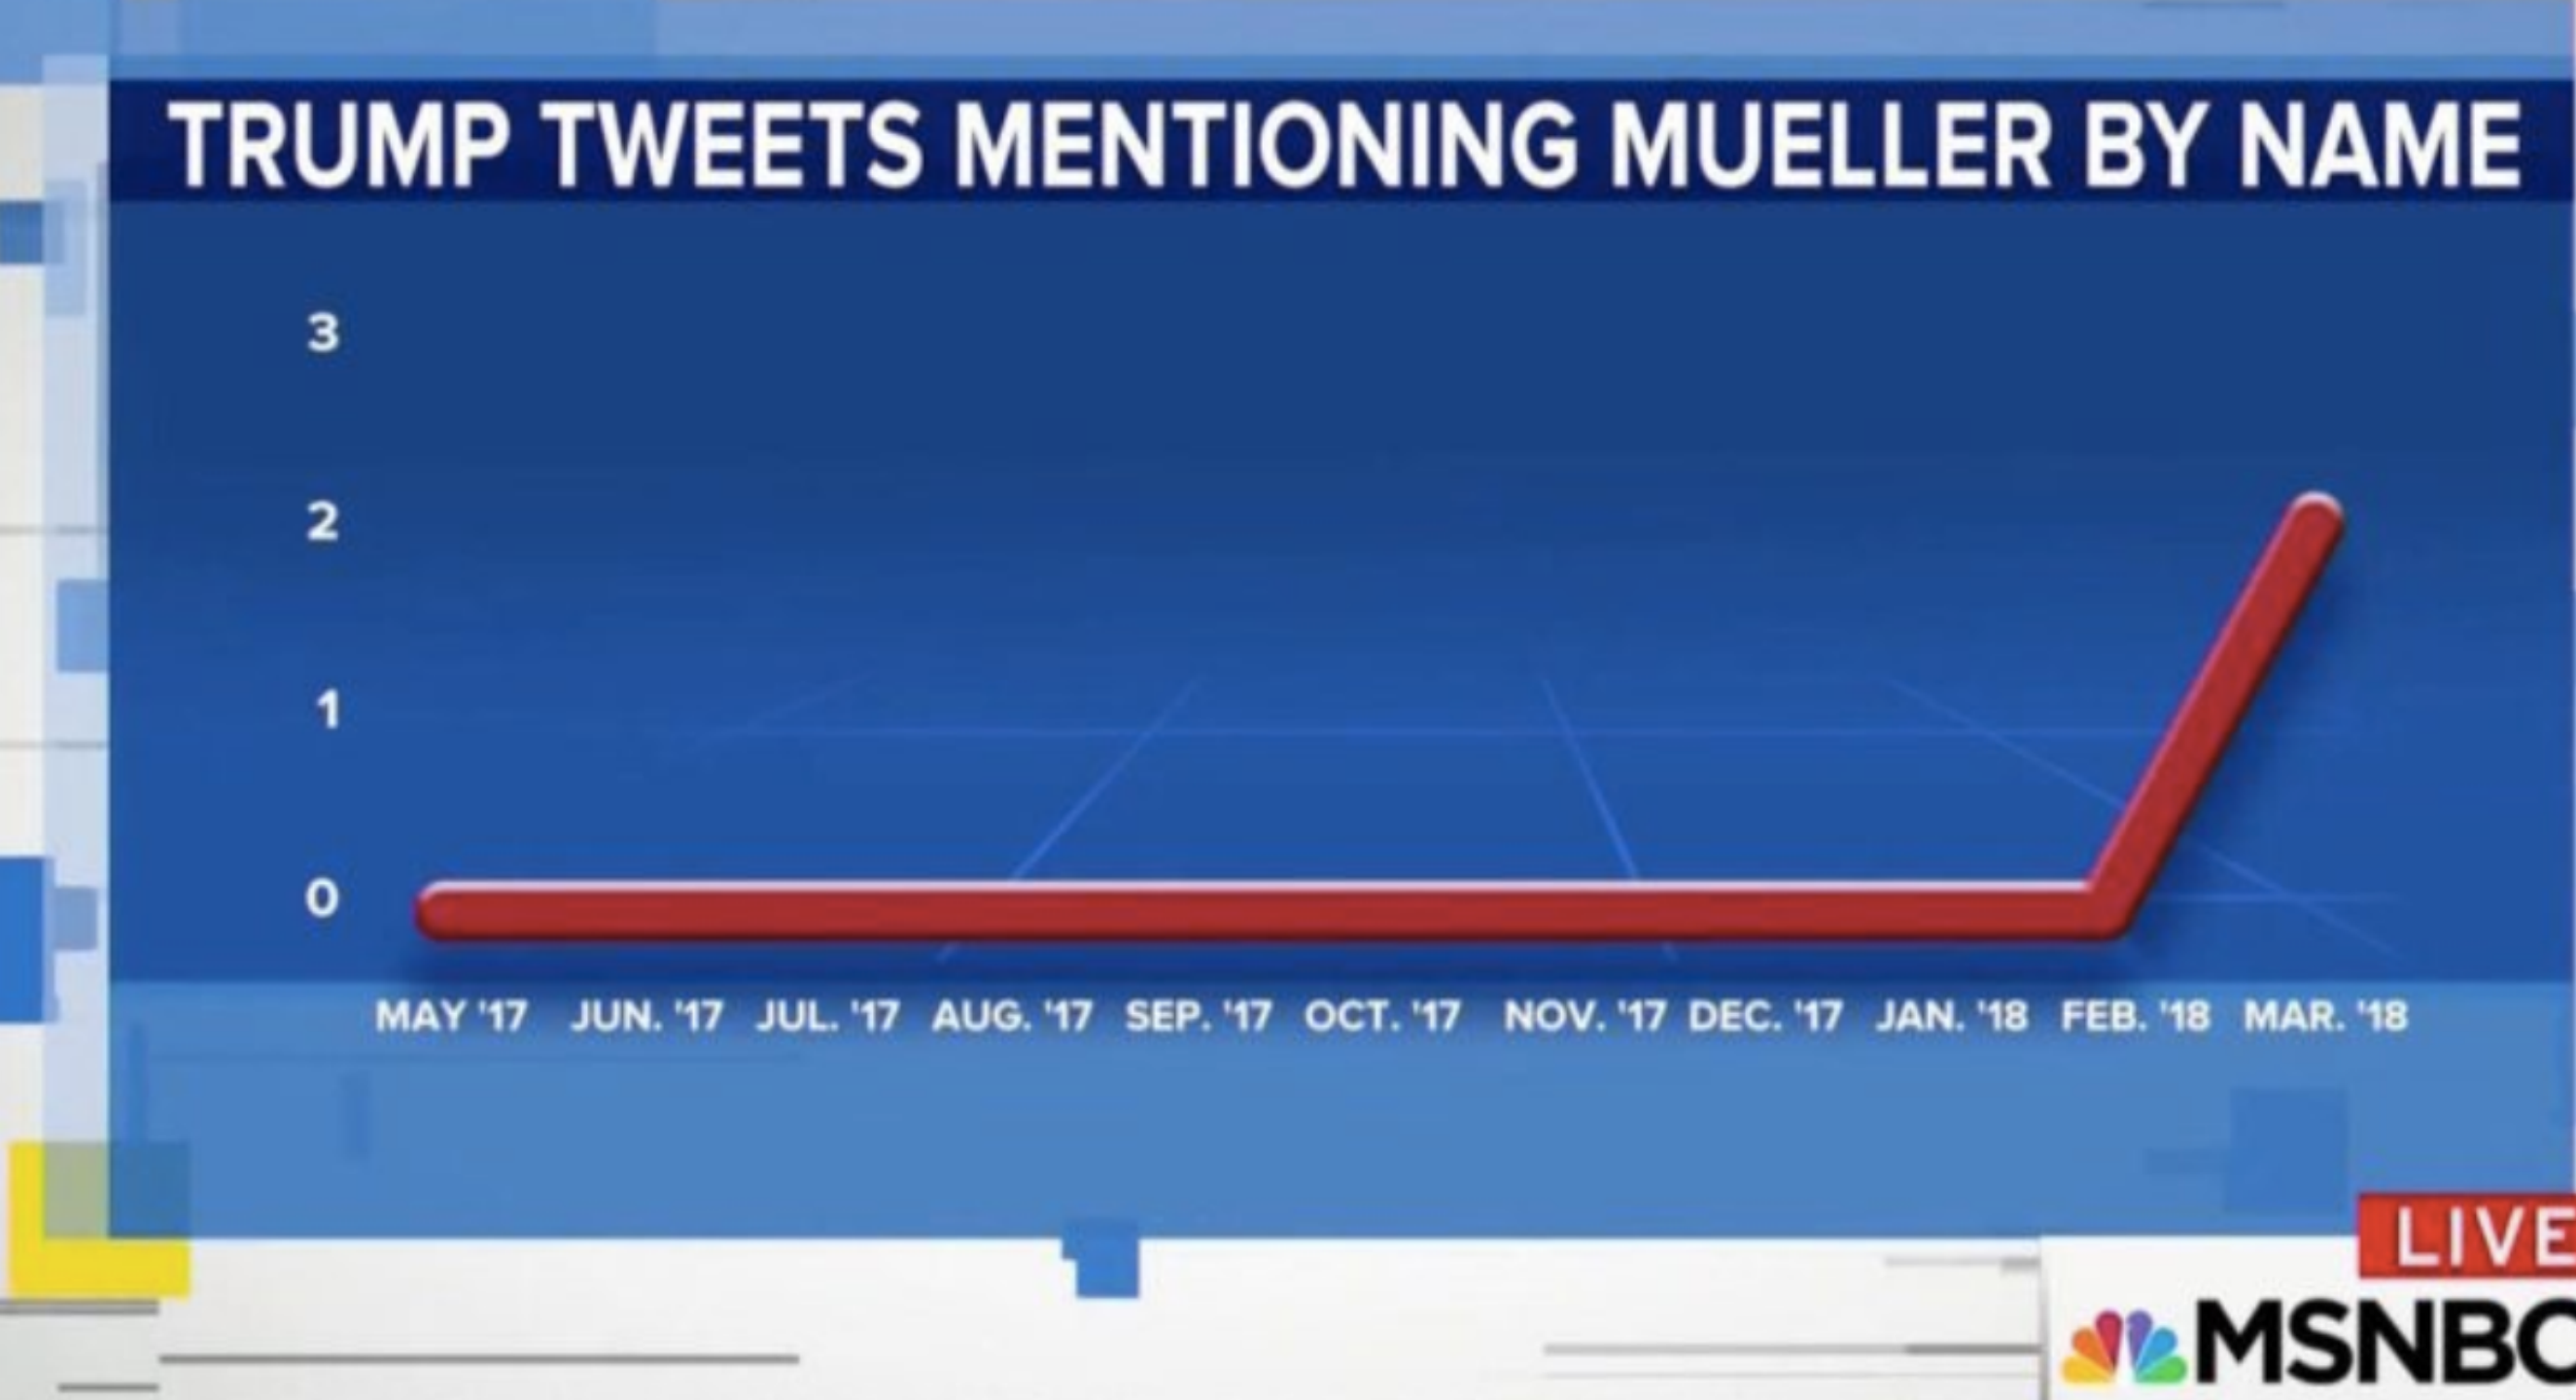 TRUMP TWEETS MENTIONING MUELLER BY NAME
3
2
1
0
MAY '17 JUN. '17 JUL. '17 AUG. '17 SEP. '17 OCT. '17 NOV. '17 DEC. '17 JAN. '18 FEB. '18 MAR. '18
LIVE
MSNBC